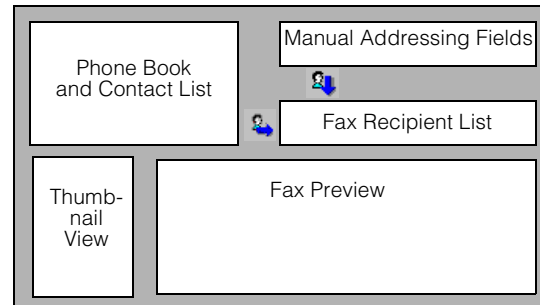 Phone Book
and Contact List
Manual Addressing Fields
Fax Recipient List
Thumb-
nail
View
Fax Preview